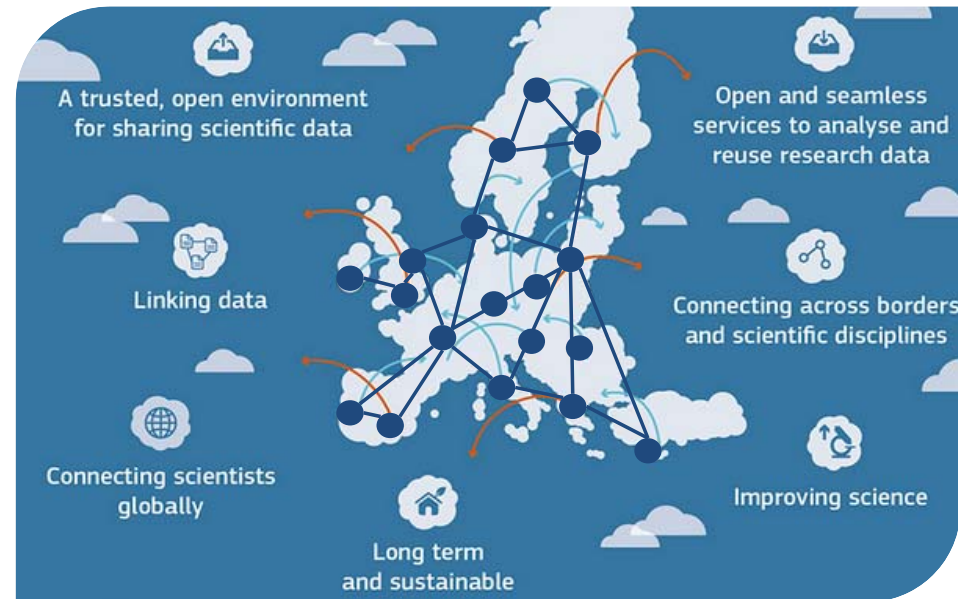 A trusted, open environment
for sharing scientific data
Open and seamless
services to analyse and
reuse research data
Linking data
Connecting across borders
and scientific disciplines
Connecting scientists
globally
Improving science
Long term
and sustainable